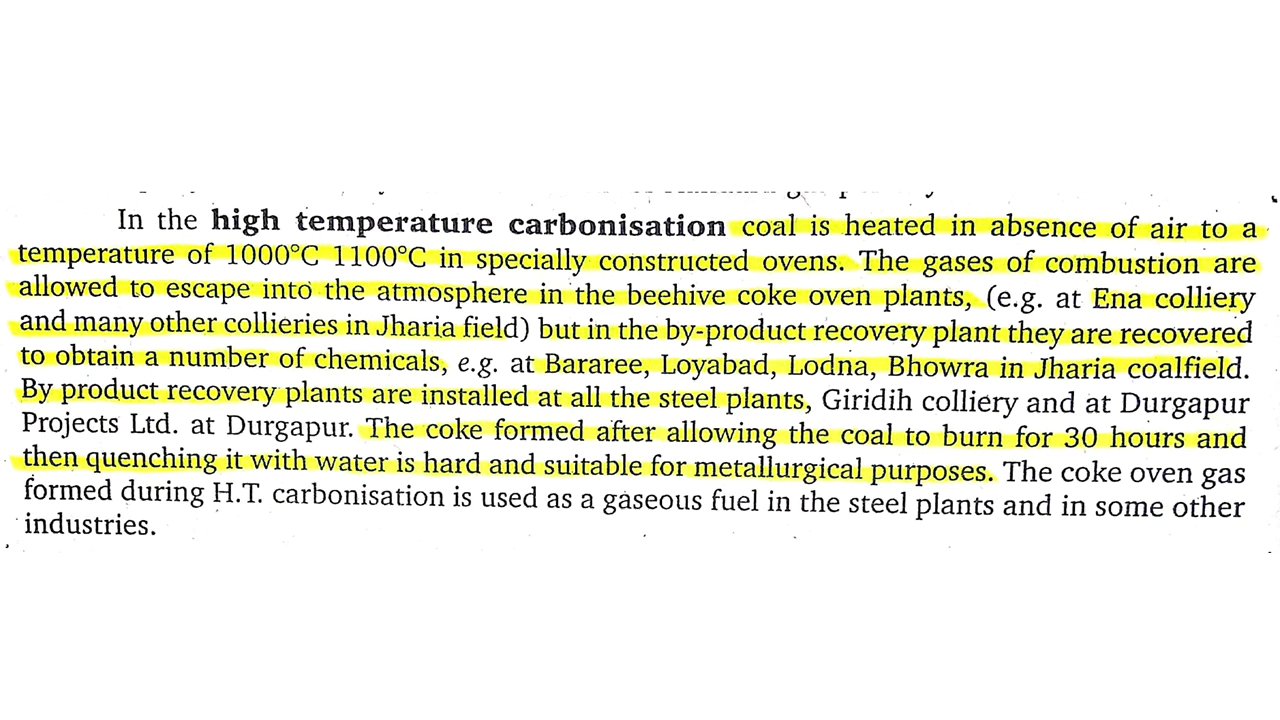 In the high temperature carbonisation coal is heated in absence of air to a
temperature of 1000°C 1100°C in specially constructed ovens. The gases of combustion are
allowed to escape into the atmosphere in the beehive coke oven plants, (e.g. at Ena colliery
and many other collieries in Jharia field) but in the by-product recovery plant they are recovered
to obtain a number of chemicals, e.g. at Bararee, Loyabad, Lodna, Bhowra in Jharia coalfield.
By product recovery plants are installed at all the steel plants, Giridih colliery and at Durgapur
Projects Ltd. at Durgapur. The coke formed after allowing the coal to burn for 30 hours and
then quenching it with water is hard and suitable for metallurgical purposes. The coke oven gas
formed during H.T. carbonisation is used as a gaseous fuel in the steel plants and in some other
industries.